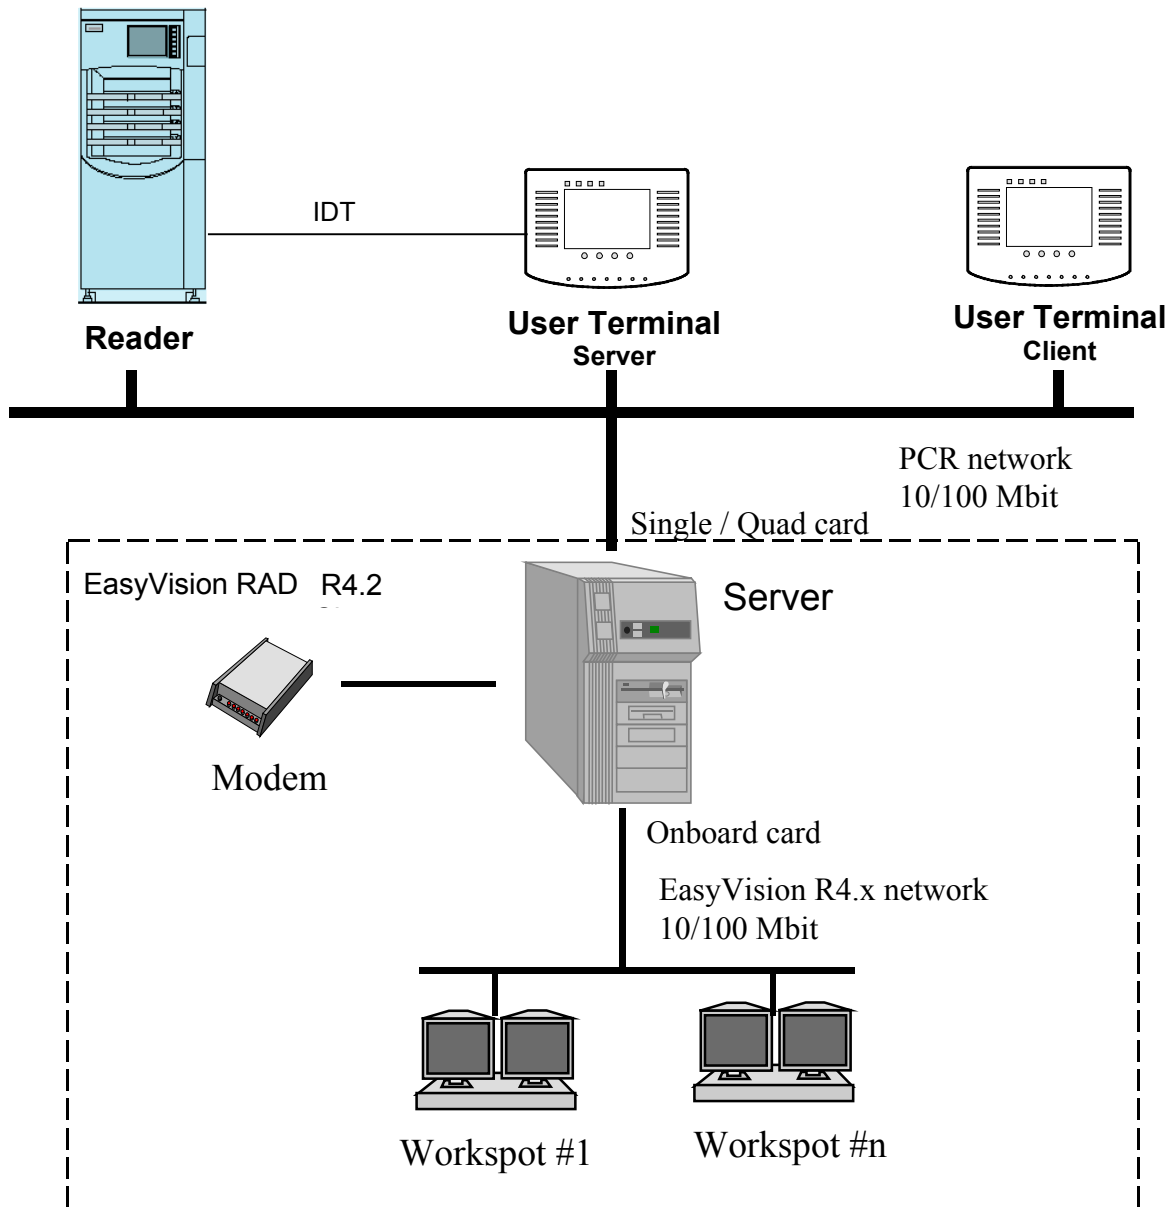 IDT
Reader
User Terminal
Server
User Terminal
Client
PCR network
10/100 Mbit
Single / Quad card
EasyVision RAD R4.2
Server
Modem
Onboard card
EasyVision R4.x network
10/100 Mbit
Workspot #1
Workspot #n